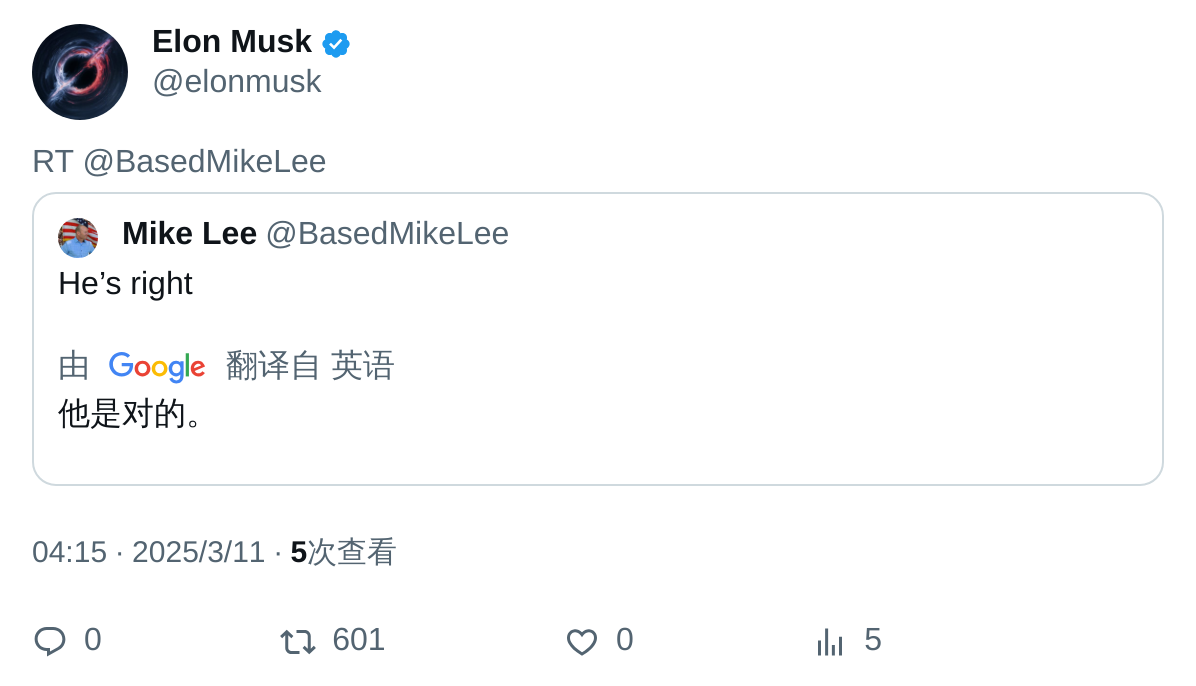 Elon Musk
@elonmusk
RT @BasedMikeLee
Mike Lee @BasedMikeLee
He’s right
由 Google 翻译自 英语
他是对的。
04:15 · 2025/3/11 · 5次查看
0 601 0 5